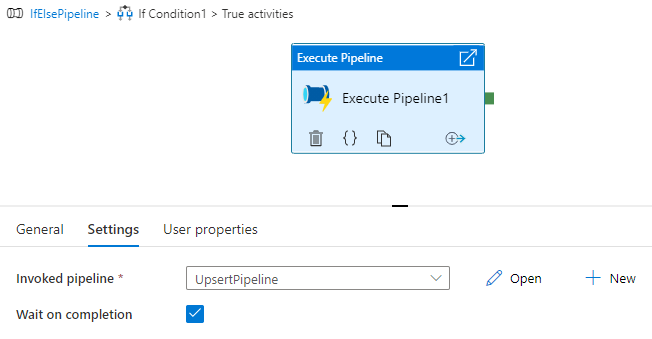 IfElsePipeline > If Condition1 > True activities
Execute Pipeline
Execute Pipeline1
{}
General Settings User properties
Invoked pipeline * UpsertPipeline Open + New
Wait on completion